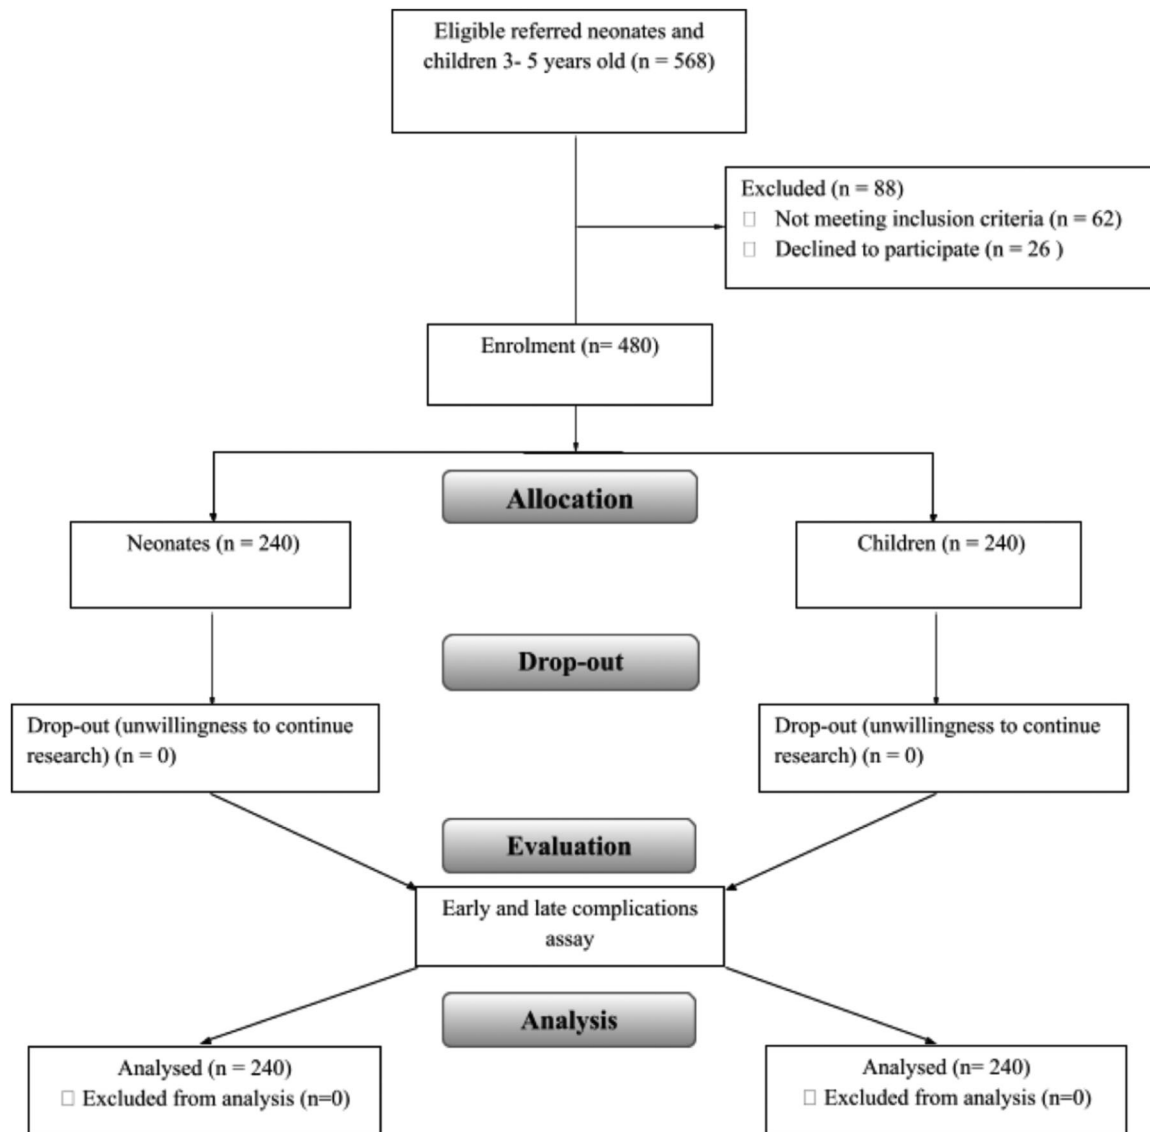 Eligible referred neonates and
children 3- 5 years old (n = 568)
Excluded (n = 88)
□ Not meeting inclusion criteria (n = 62)
□ Declined to participate (n = 26 )
Enrolment (n= 480)
Allocation
Neonates (n = 240)
Children (n = 240)
Drop-out
Drop-out (unwillingness to continue
research) (n = 0)
Drop-out (unwillingness to continue
research) (n = 0)
Evaluation
Early and late complications
assay
Analysis
Analysed (n = 240)
□ Excluded from analysis (n=0)
Analysed (n= 240)
□ Excluded from analysis (n=0)